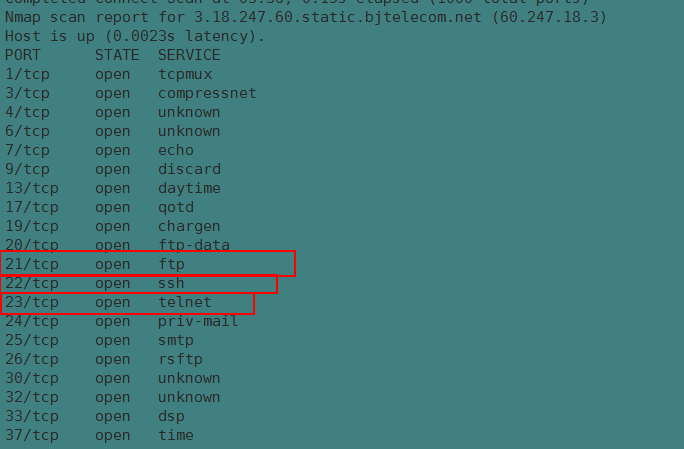 Completed Connect Scan at 05:38, 0.13s elapsed (1000 total ports)
Nmap scan report for 3.18.247.60.static.bjtelecom.net (60.247.18.3)
Host is up (0.0023s latency).
PORT STATE SERVICE
1/tcp open tcpmux
3/tcp open compressnet
4/tcp open unknown
6/tcp open unknown
7/tcp open echo
9/tcp open discard
13/tcp open daytime
17/tcp open qotd
19/tcp open chargen
20/tcp open ftp-data
21/tcp open ftp
22/tcp open ssh
23/tcp open telnet
24/tcp open priv-mail
25/tcp open smtp
26/tcp open rsftp
30/tcp open unknown
32/tcp open unknown
33/tcp open dsp
37/tcp open time